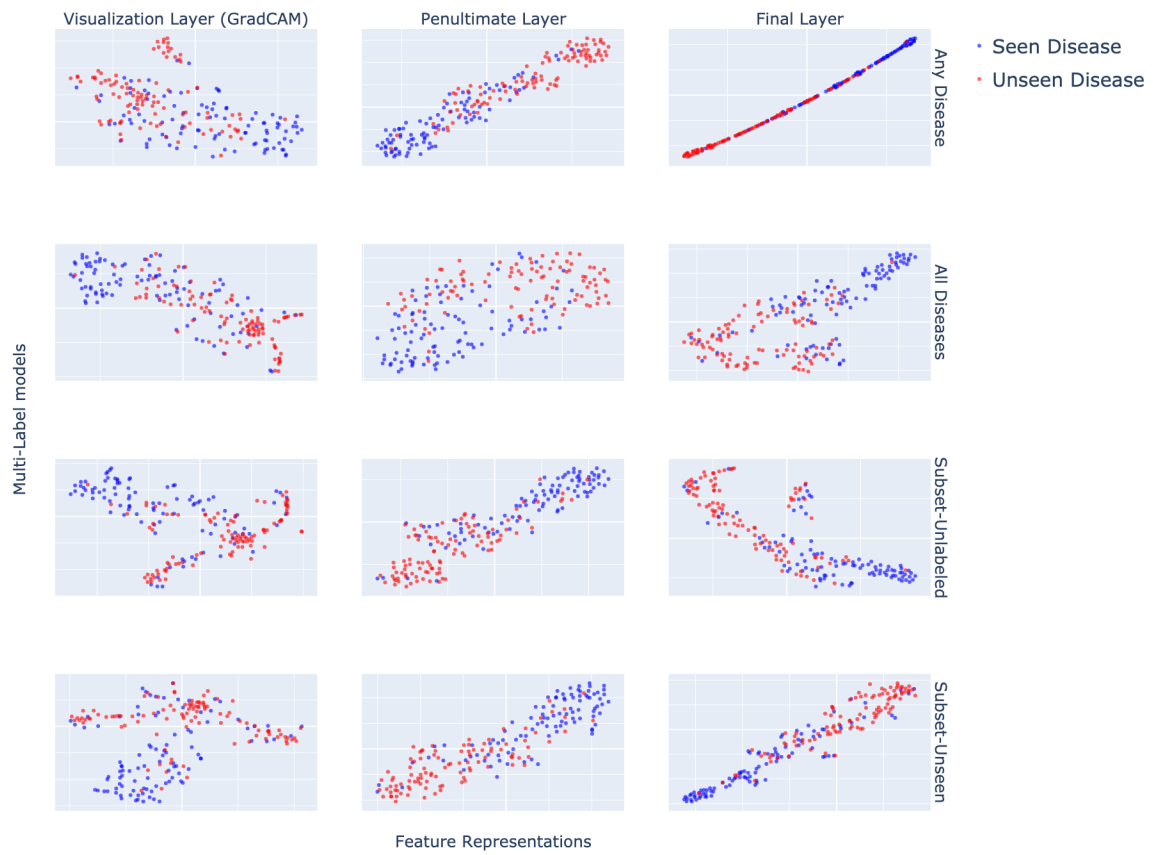 Visualization Layer (GradCAM)
Penultimate Layer
Final Layer
Seen Disease
Unseen Disease
Any Disease
All Diseases
Subset-Unlabeled
Subset-Unseen
Multi-Label models
Feature Representations